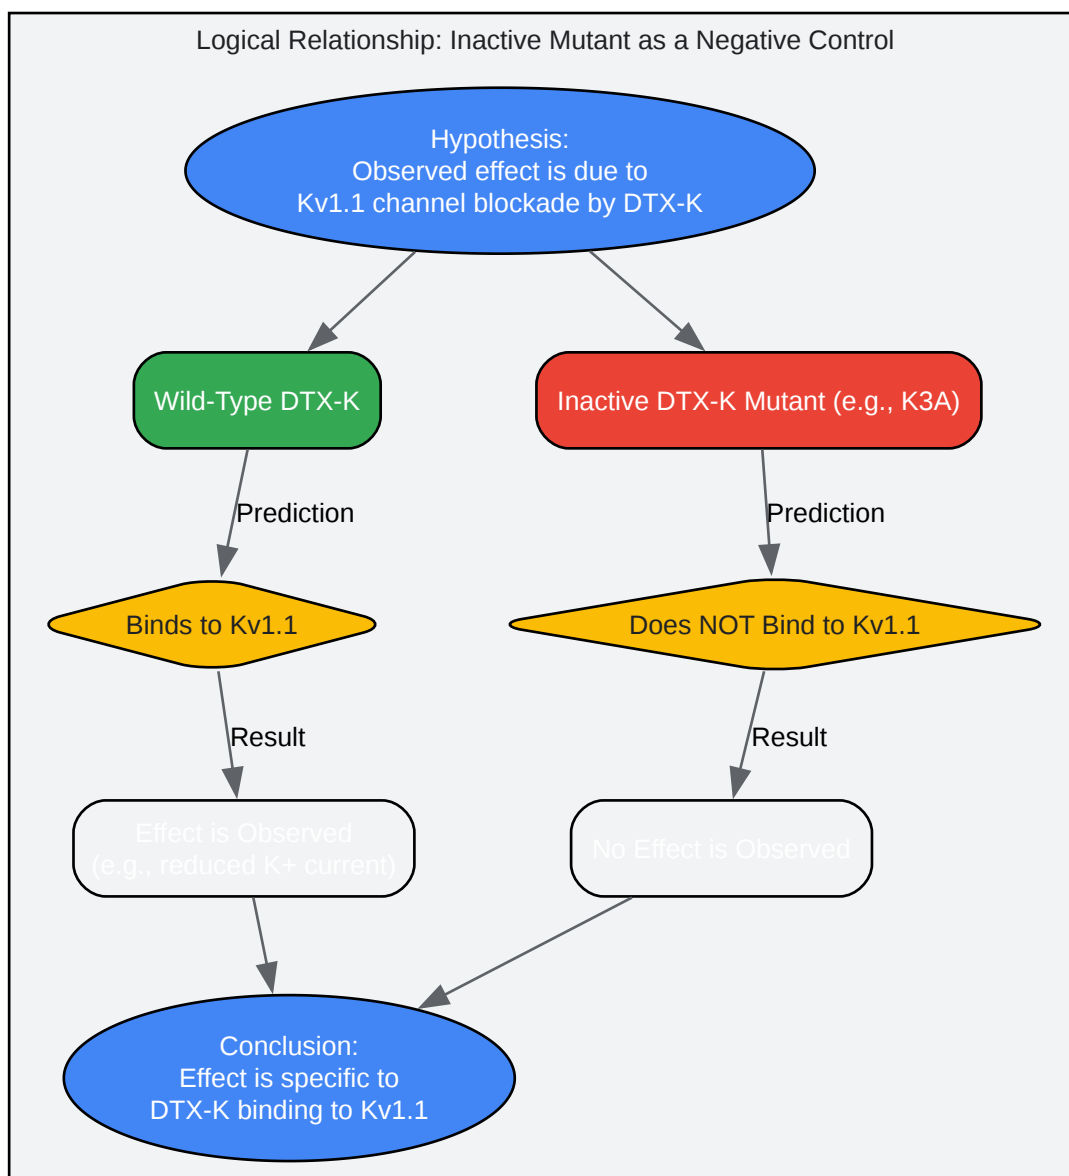 Logical Relationship: Inactive Mutant as a Negative Control
Hypothesis:
Observed effect is due to
Kv1.1 channel blockade by DTX-K
Wild-Type DTX-K
Inactive DTX-K Mutant (e.g., K3A)
Prediction
Prediction
Binds to Kv1.1
Does NOT Bind to Kv1.1
Result
Result
Effect is Observed
(e.g., reduced K+ current)
No Effect is Observed
Conclusion:
Effect is specific to
DTX-K binding to Kv1.1